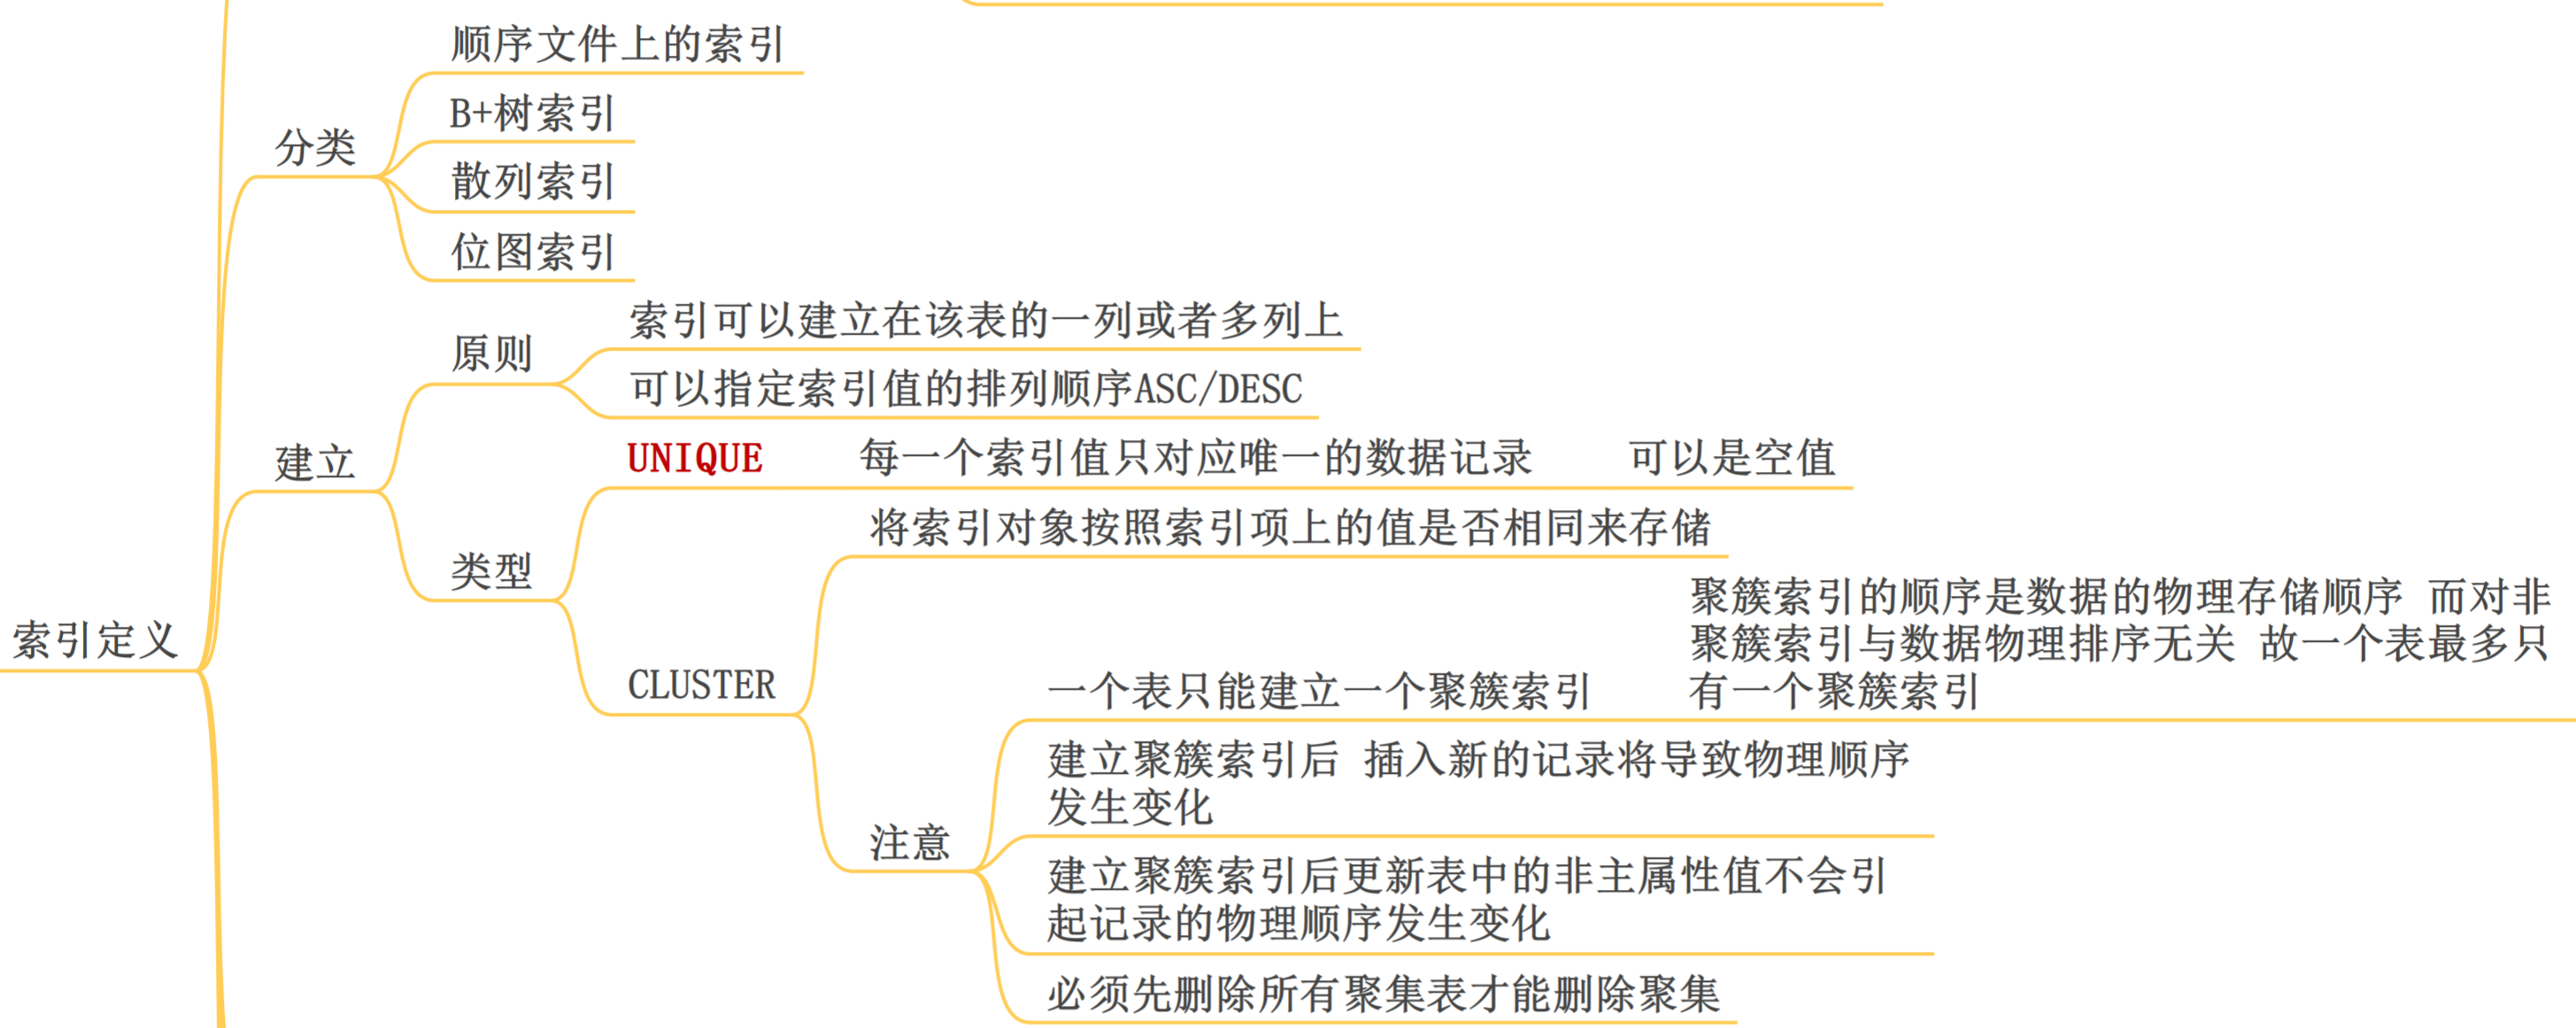 顺序文件上的索引
B+树索引
分类
散列索引
位图索引
索引可以建立在该表的一列或者多列上
原则
可以指定索引值的排列顺序ASC/DESC
UNIQUE 每一个索引值只对应唯一的数据记录 可以是空值
建立
将索引对象按照索引项上的值是否相同来存储
类型
聚簇索引的顺序是数据的物理存储顺序 而对非
聚簇索引与数据物理排序无关 故一个表最多只
有一个聚簇索引
索引定义
CLUSTER
一个表只能建立一个聚簇索引
建立聚簇索引后 插入新的记录将导致物理顺序
发生变化
注意
建立聚簇索引后更新表中的非主属性值不会引
起记录的物理顺序发生变化
必须先删除所有聚集表才能删除聚集